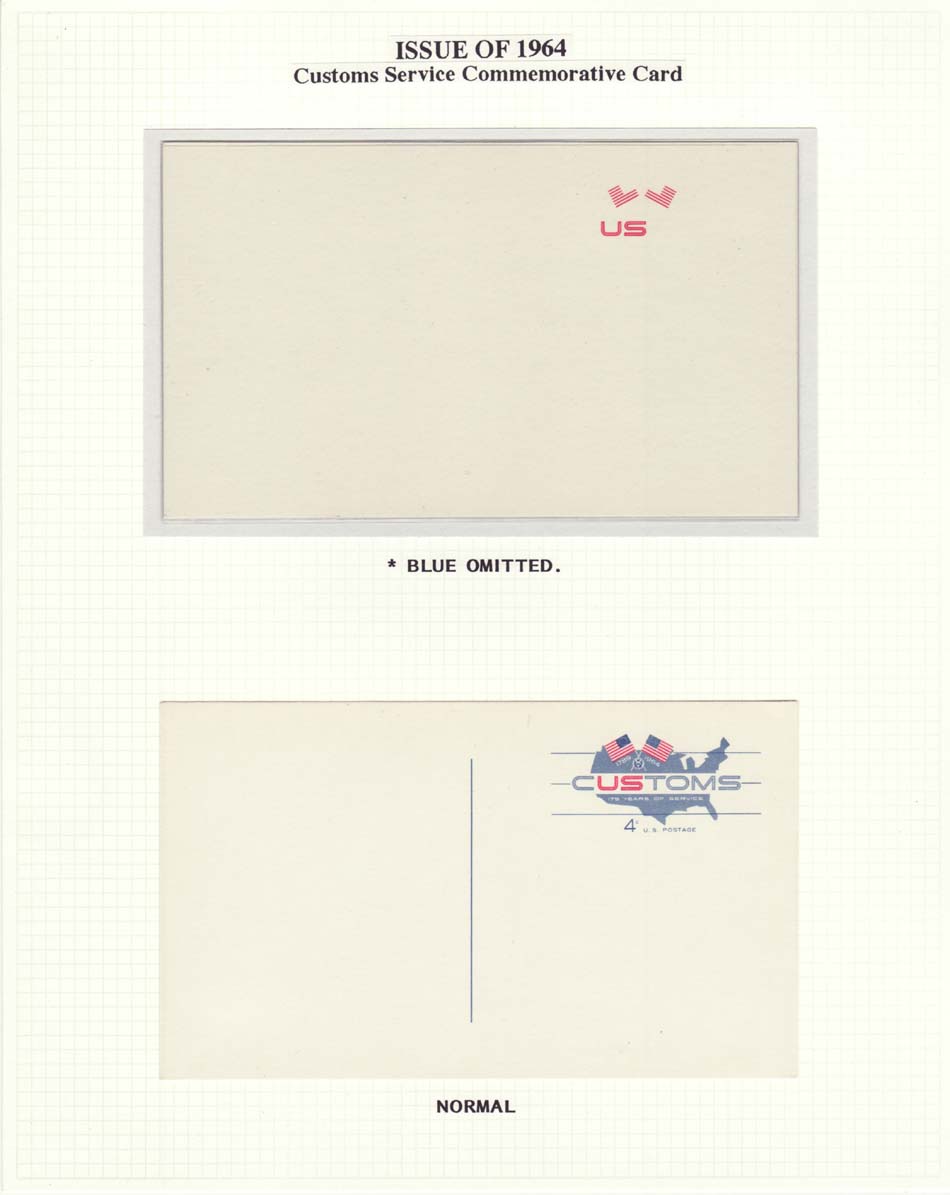 ISSUE OF 1964
Customs Service Commemorative Card
US
* BLUE OMITTED.
1789 1964
CUSTOMS
175 YEARS OF SERVICE
4¢ U.S. POSTAGE
NORMAL